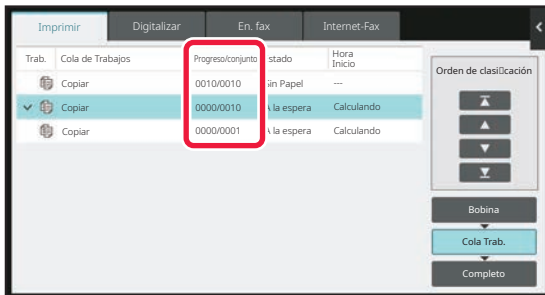 Imprimir Digitalizar En. fax Internet-Fax
Trab. Cola de Trabajos Progreso/conjunto stado Hora Inicio
Copiar 0010/0010 in Papel ---
Copiar 0000/0010 la espera Calculando
Copiar 0000/0001 la espera Calculando
Orden de clasi cación
Bobina
Cola Trab.
Completo